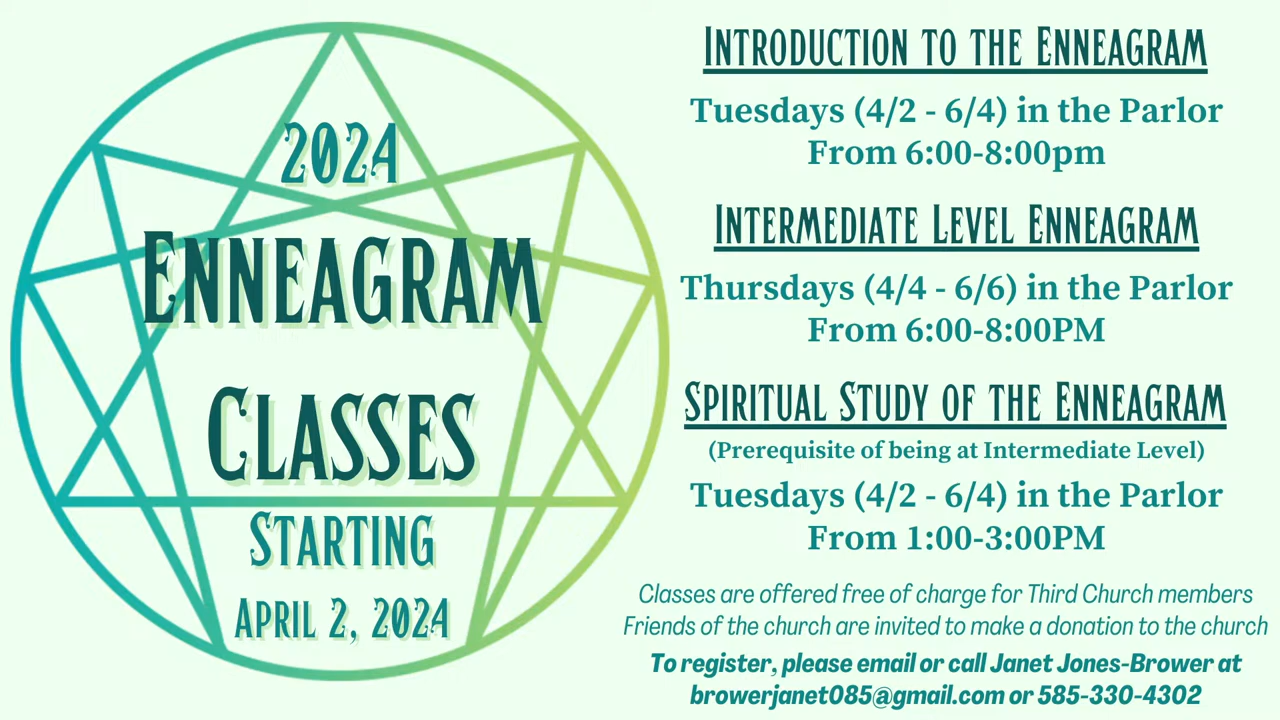 2024
Enneagram
Classes
Starting
April 2, 2024
Introduction to the Enneagram
Tuesdays (4/2 - 6/4) in the Parlor
From 6:00-8:00pm
Intermediate Level Enneagram
Thursdays (4/4 - 6/6) in the Parlor
From 6:00-8:00PM
Spiritual Study of the Enneagram
(Prerequisite of being at Intermediate Level)
Tuesdays (4/2 - 6/4) in the Parlor
From 1:00-3:00PM
Classes are offered free of charge for Third Church members
Friends of the church are invited to make a donation to the church
To register, please email or call Janet Jones-Brower at
browerjanet085@gmail.com or 585-330-4302